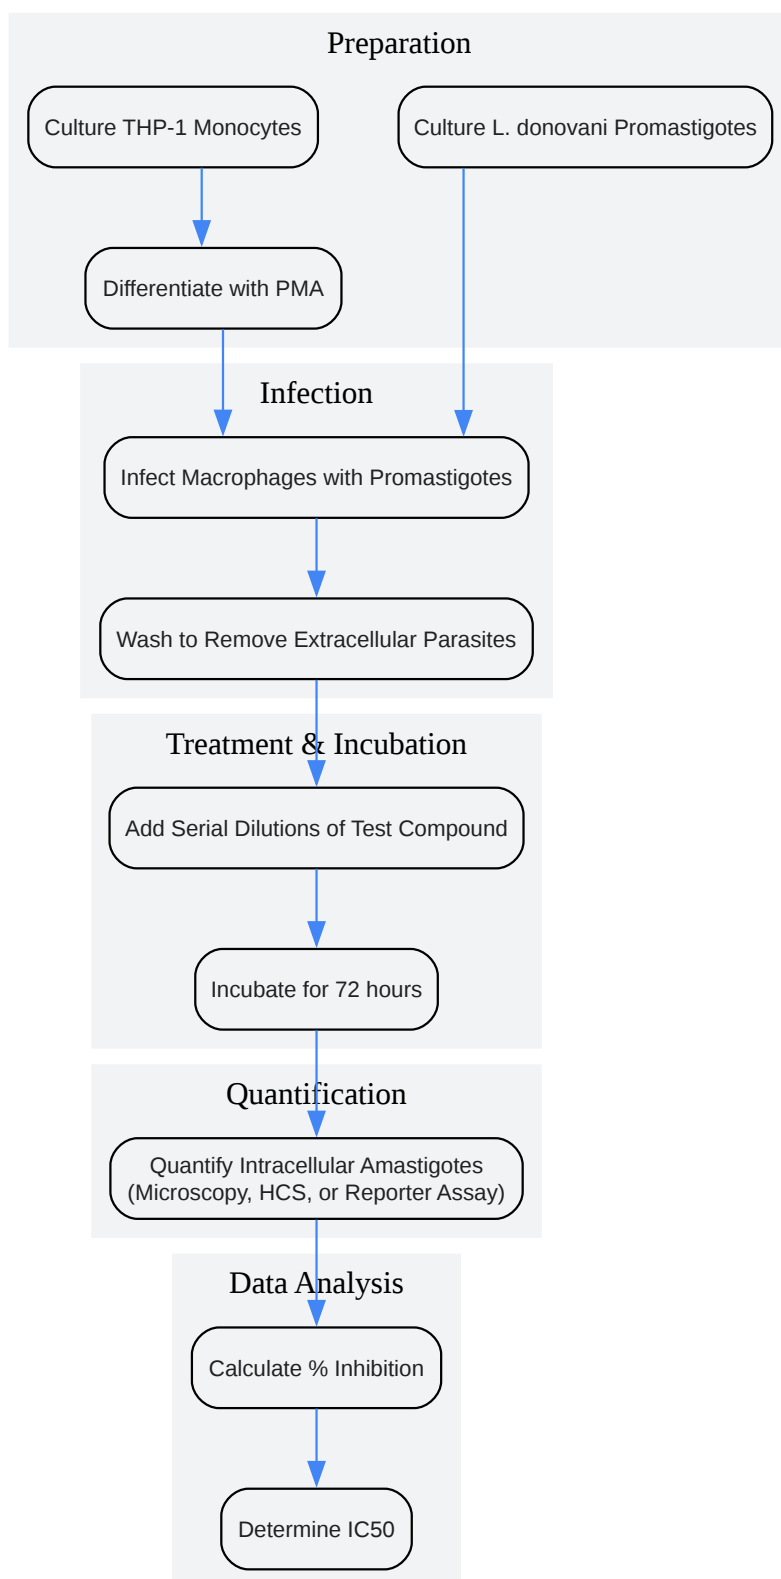 Preparation
Culture THP-1 Monocytes
Culture L. donovani Promastigotes
Differentiate with PMA
Infection
Infect Macrophages with Promastigotes
Wash to Remove Extracellular Parasites
Treatment & Incubation
Add Serial Dilutions of Test Compound
Incubate for 72 hours
Quantification
Quantify Intracellular Amastigotes
(Microscopy, HCS, or Reporter Assay)
Data Analysis
Calculate % Inhibition
Determine IC50